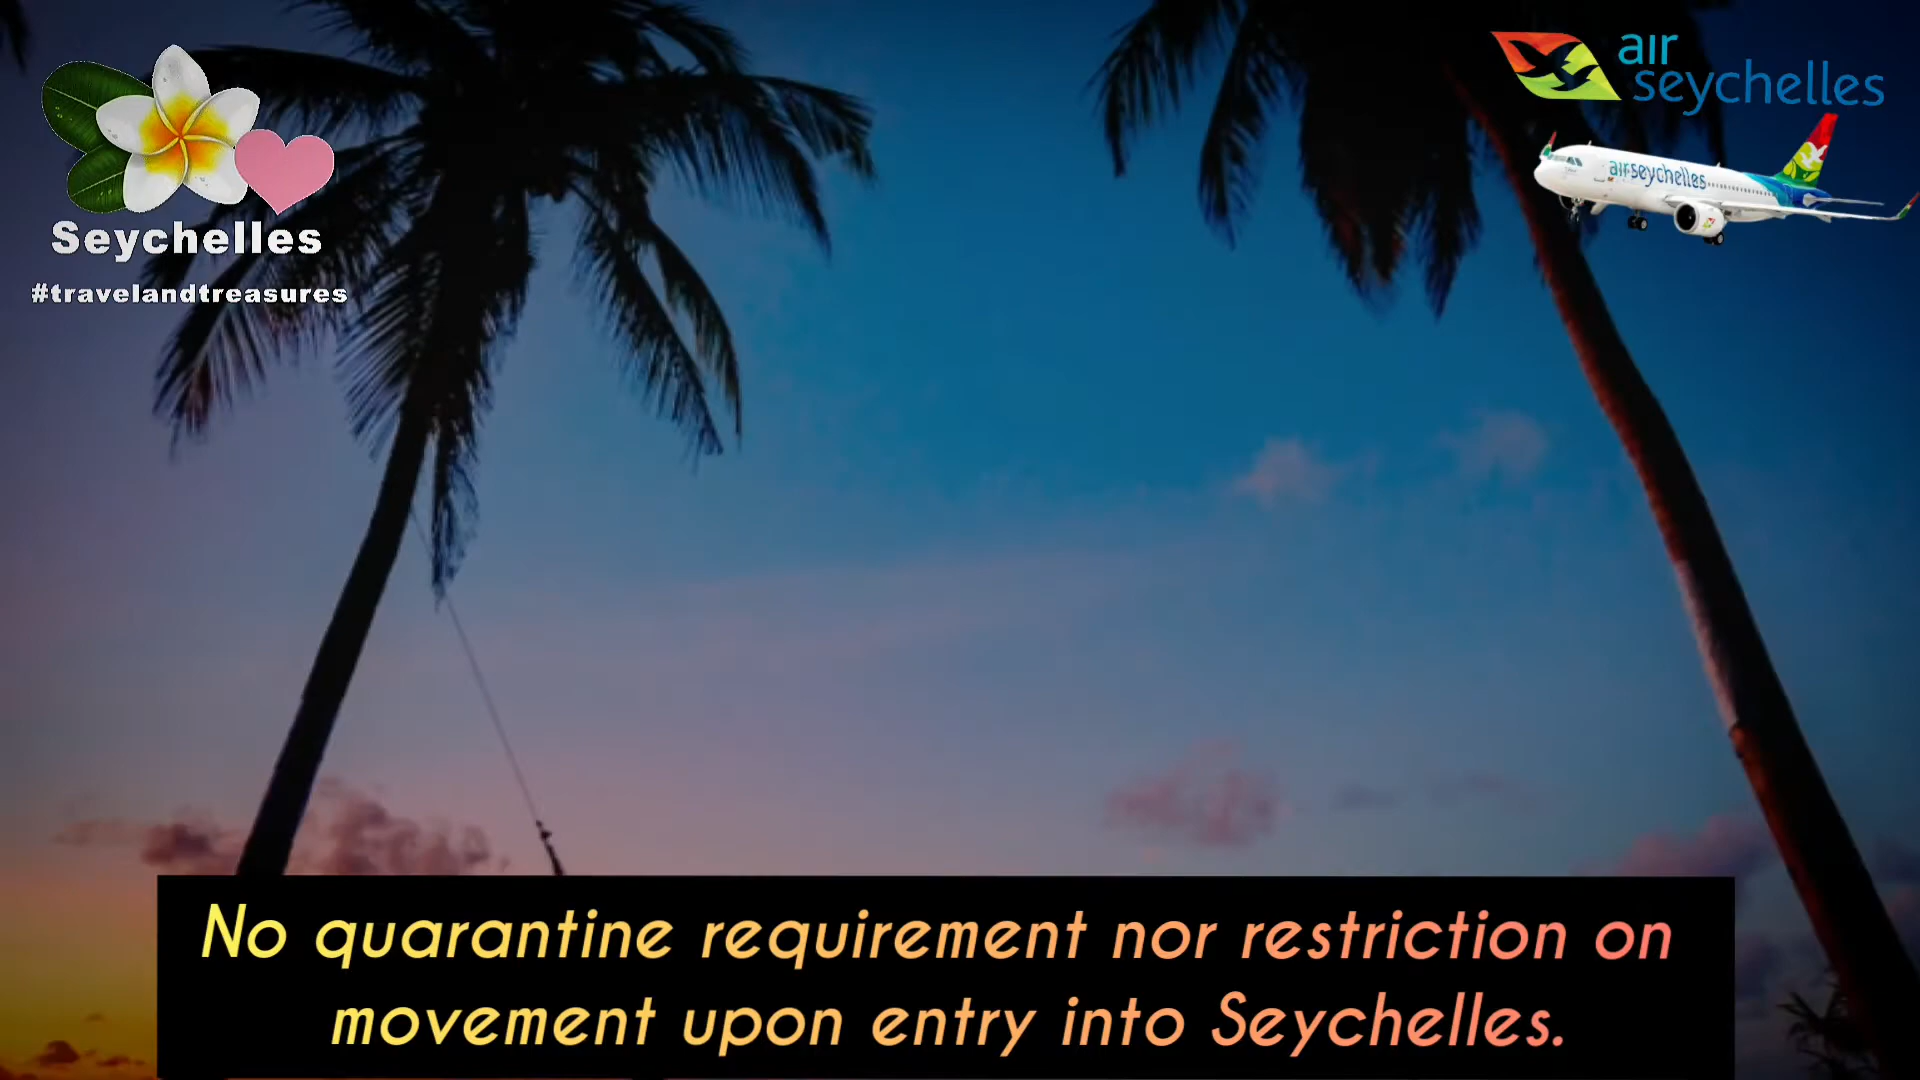 air
seychelles
airseychelles
Seychelles
#travelandtreasures
No quarantine requirement nor restriction on
movement upon entry into Seychelles.